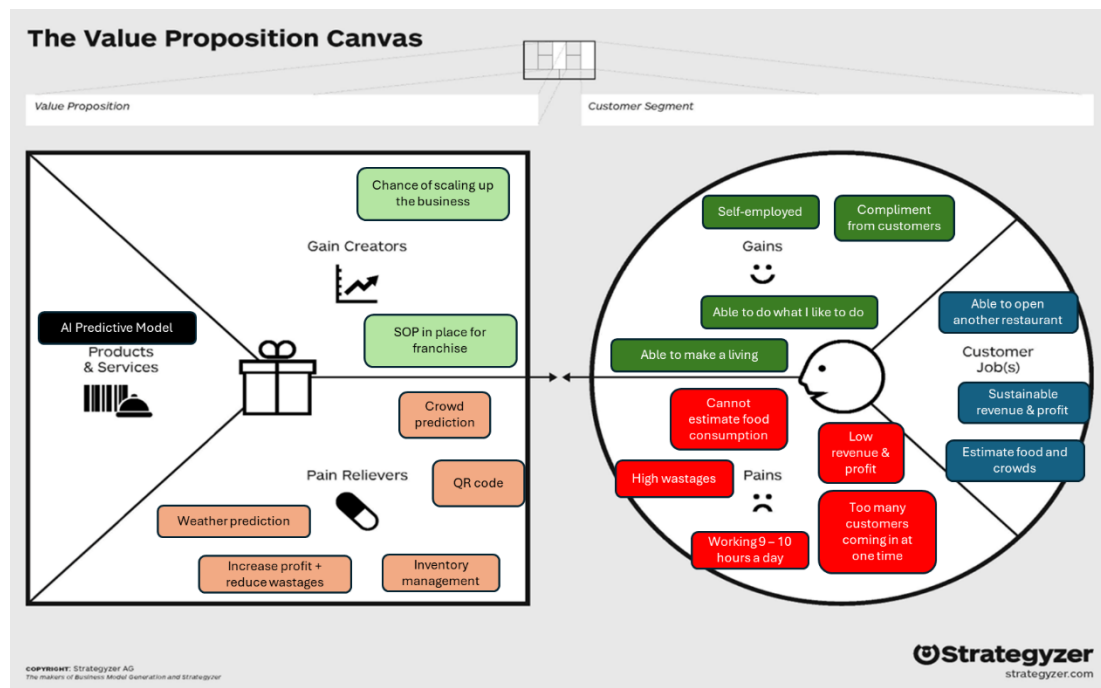 The Value Proposition Canvas
Value Proposition
Customer Segment
Chance of scaling up
the business
Gain Creators
SOP in place for
franchise
AI Predictive Model
Products
& Services
Crowd
prediction
Pain Relievers
QR code
Weather prediction
Increase profit +
reduce wastages
Inventory
management
Self-employed
Compliment
from customers
Gains
Able to do what I like to do
Able to make a living
Able to open
another restaurant
Customer
Job(s)
Sustainable
revenue & profit
Estimate food and
crowds
Cannot
estimate food
consumption
Low
revenue &
profit
High wastages
Pains
Too many
customers
coming in at
one time
Working 9 – 10
hours a day
COPYRIGHT: Strategyzer AG
The makers of Business Model Generation and Strategyzer
Strategyzer
strategyzer.com